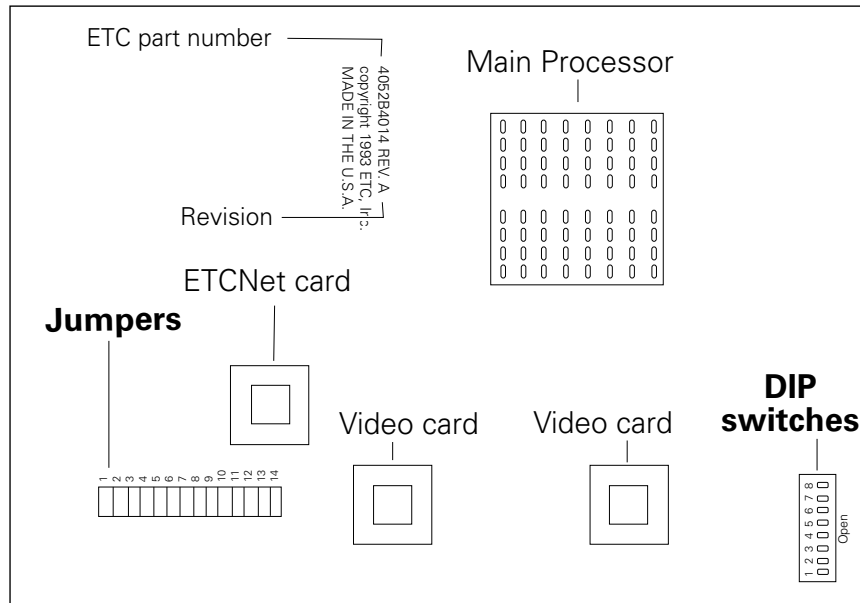 ETC part number
4052B4014 REV. A
copyright 1993 ETC, Inc.
MADE IN THE U.S.A.
Main Processor
Revision
ETCNet card
Jumpers
Video card
Video card
DIP
switches
1 2 3 4 5 6 7 8 9 10 11 12 13 14
1 2 3 4 5 6 7 8
Open